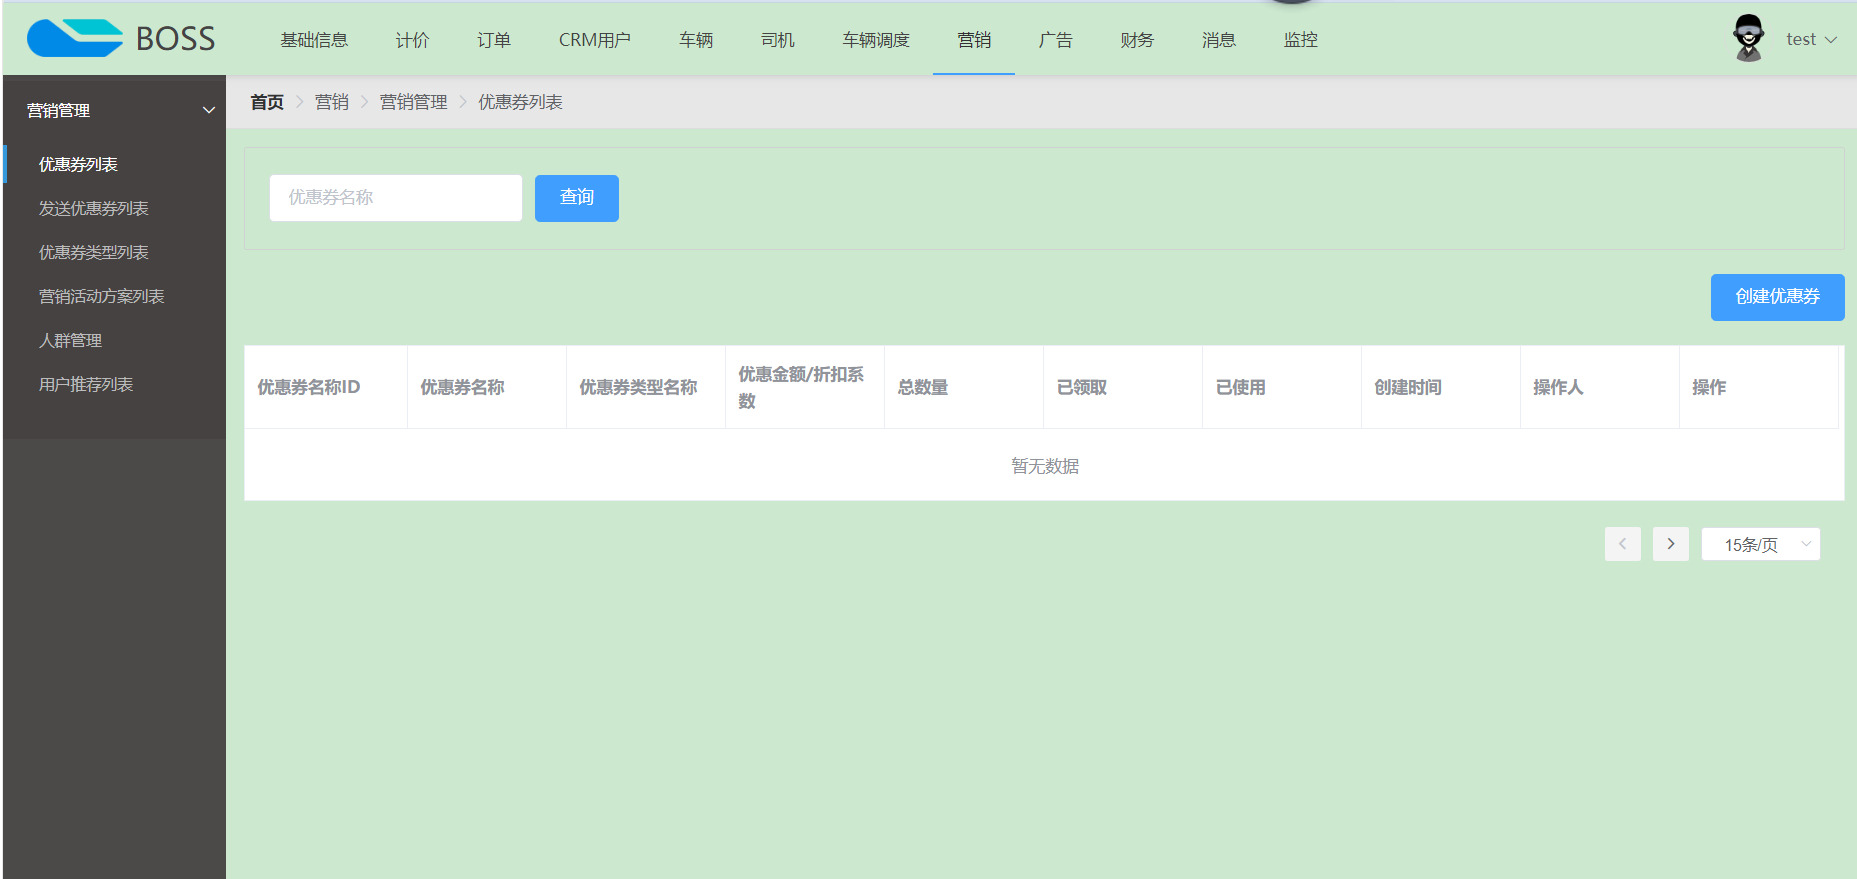 BOSS
基础信息 计价 订单 CRM用户 车辆 司机 车辆调度 营销 广告 财务 消息 监控
test
营销管理
优惠券列表
发送优惠券列表
优惠券类型列表
营销活动方案列表
人群管理
用户推荐列表
首页 营销 营销管理 优惠券列表
优惠券名称 查询
创建优惠券
优惠券名称ID 优惠券名称 优惠券类型名称 优惠金额/折扣系数 总数量 已领取 已使用 创建时间 操作人 操作
暂无数据
15条/页